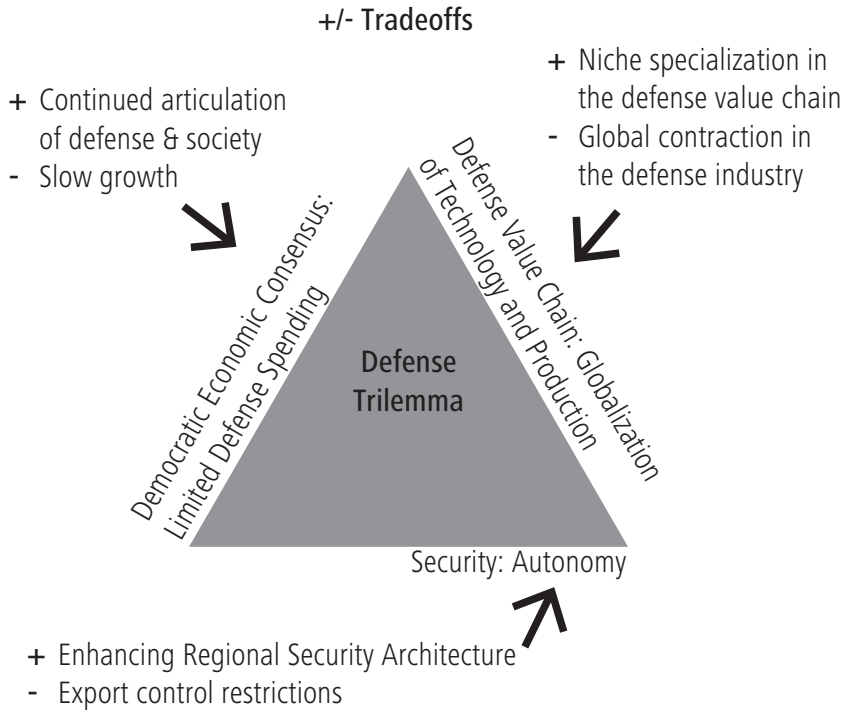 +/- Tradeoffs
+ Continued articulation
of defense & society
- Slow growth
+ Niche specialization in
the defense value chain
- Global contraction in
the defense industry
Democratic Economic Consensus:
Limited Defense Spending
Defense Value Chain: Globalization
of Technology and Production
Defense
Trilemma
Security: Autonomy
+ Enhancing Regional Security Architecture
- Export control restrictions